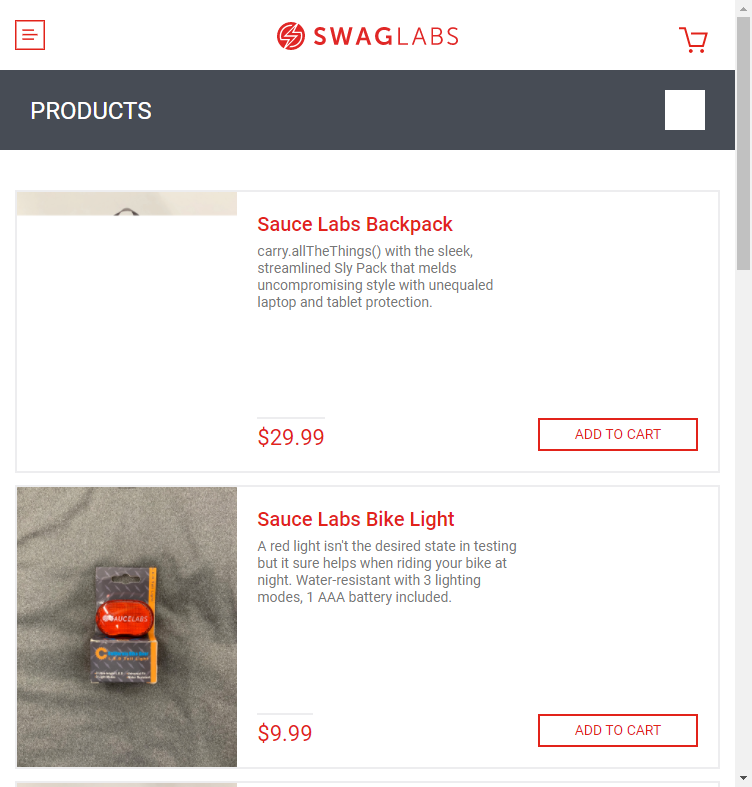 SWAGLABS
PRODUCTS
Sauce Labs Backpack
carry.allTheThings() with the sleek,
streamlined Sly Pack that melds
uncompromising style with unequaled
laptop and tablet protection.
$29.99
ADD TO CART
Sauce Labs Bike Light
A red light isn't the desired state in testing
but it sure helps when riding your bike at
night. Water-resistant with 3 lighting
modes, 1 AAA battery included.
SAUCELABS
$9.99
ADD TO CART